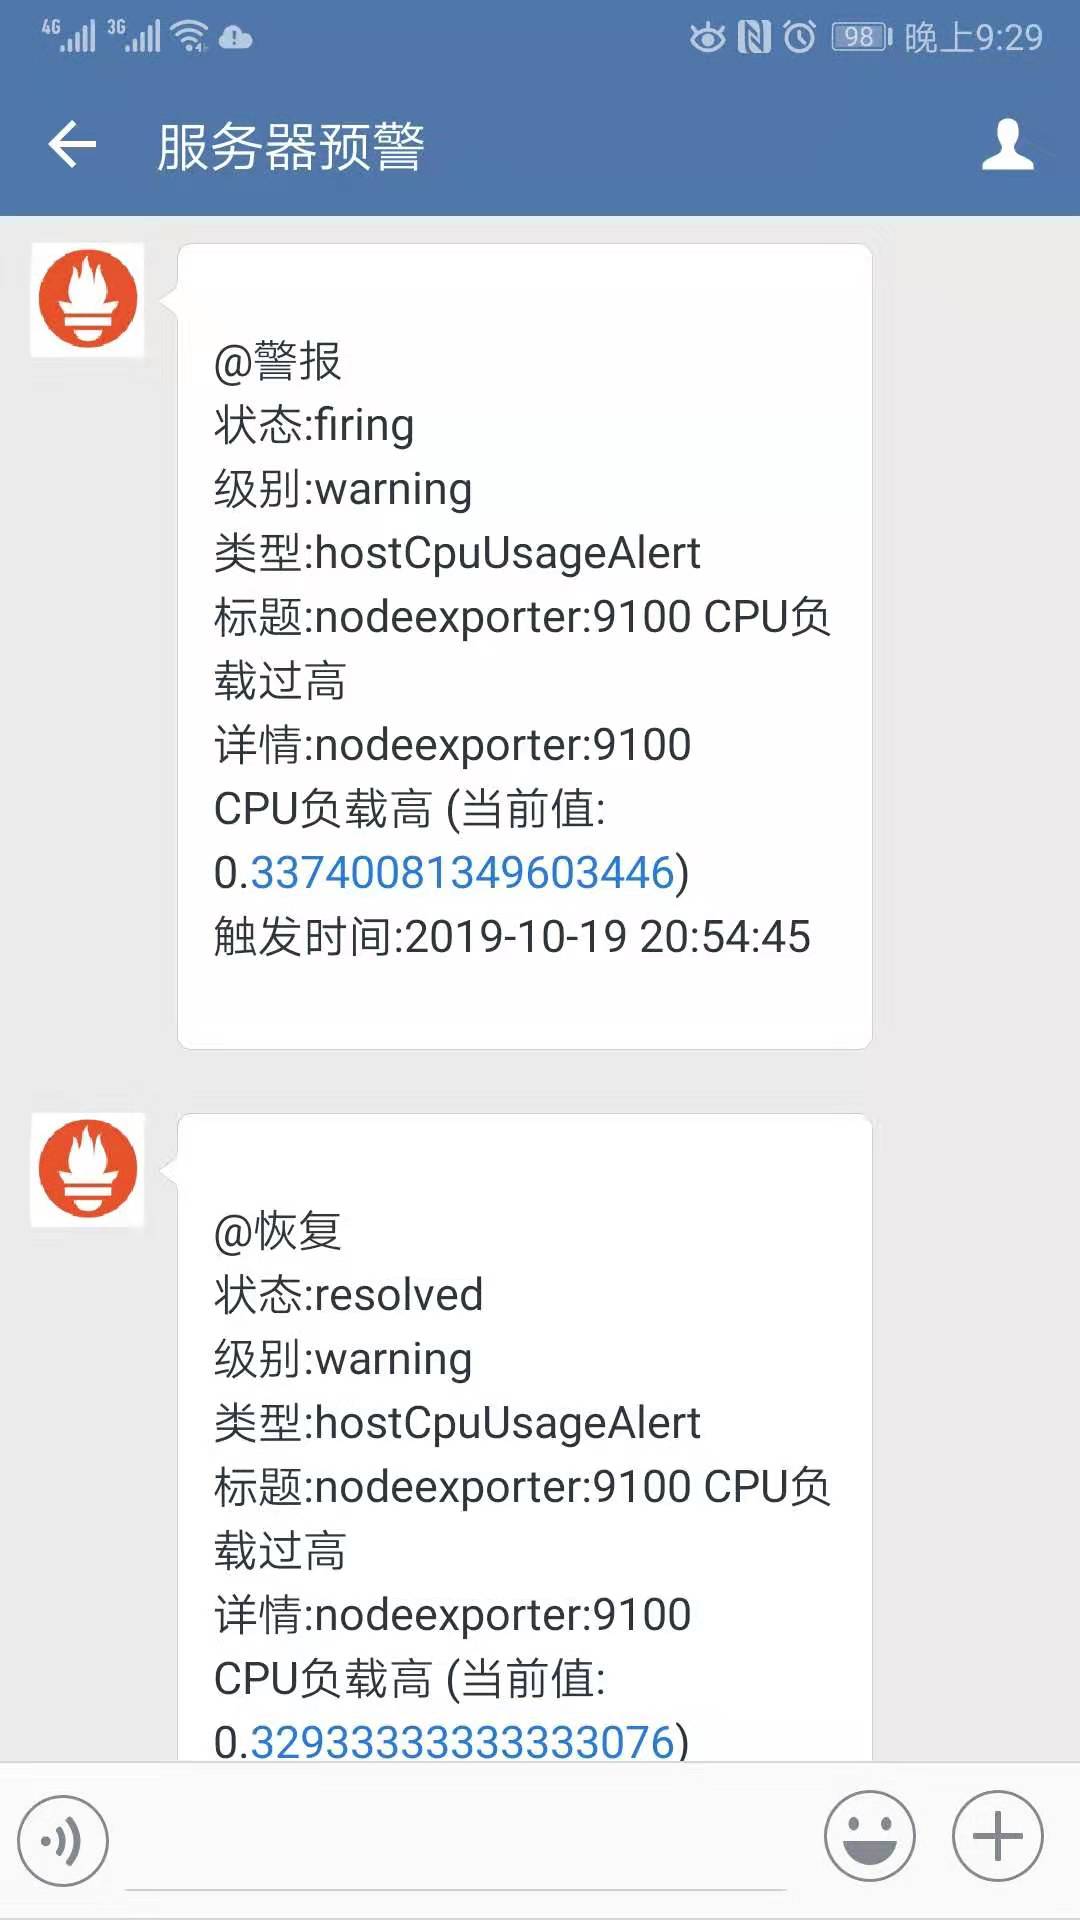 4G 3G 98 晚上9:29
服务器预警
@警报
状态:firing
级别:warning
类型:hostCpuUsageAlert
标题:nodeexporter:9100 CPU负
载过高
详情:nodeexporter:9100
CPU负载高 (当前值:
0.33740081349603446)
触发时间:2019-10-19 20:54:45
@恢复
状态:resolved
级别:warning
类型:hostCpuUsageAlert
标题:nodeexporter:9100 CPU负
载过高
详情:nodeexporter:9100
CPU负载高 (当前值:
0.32933333333333076)